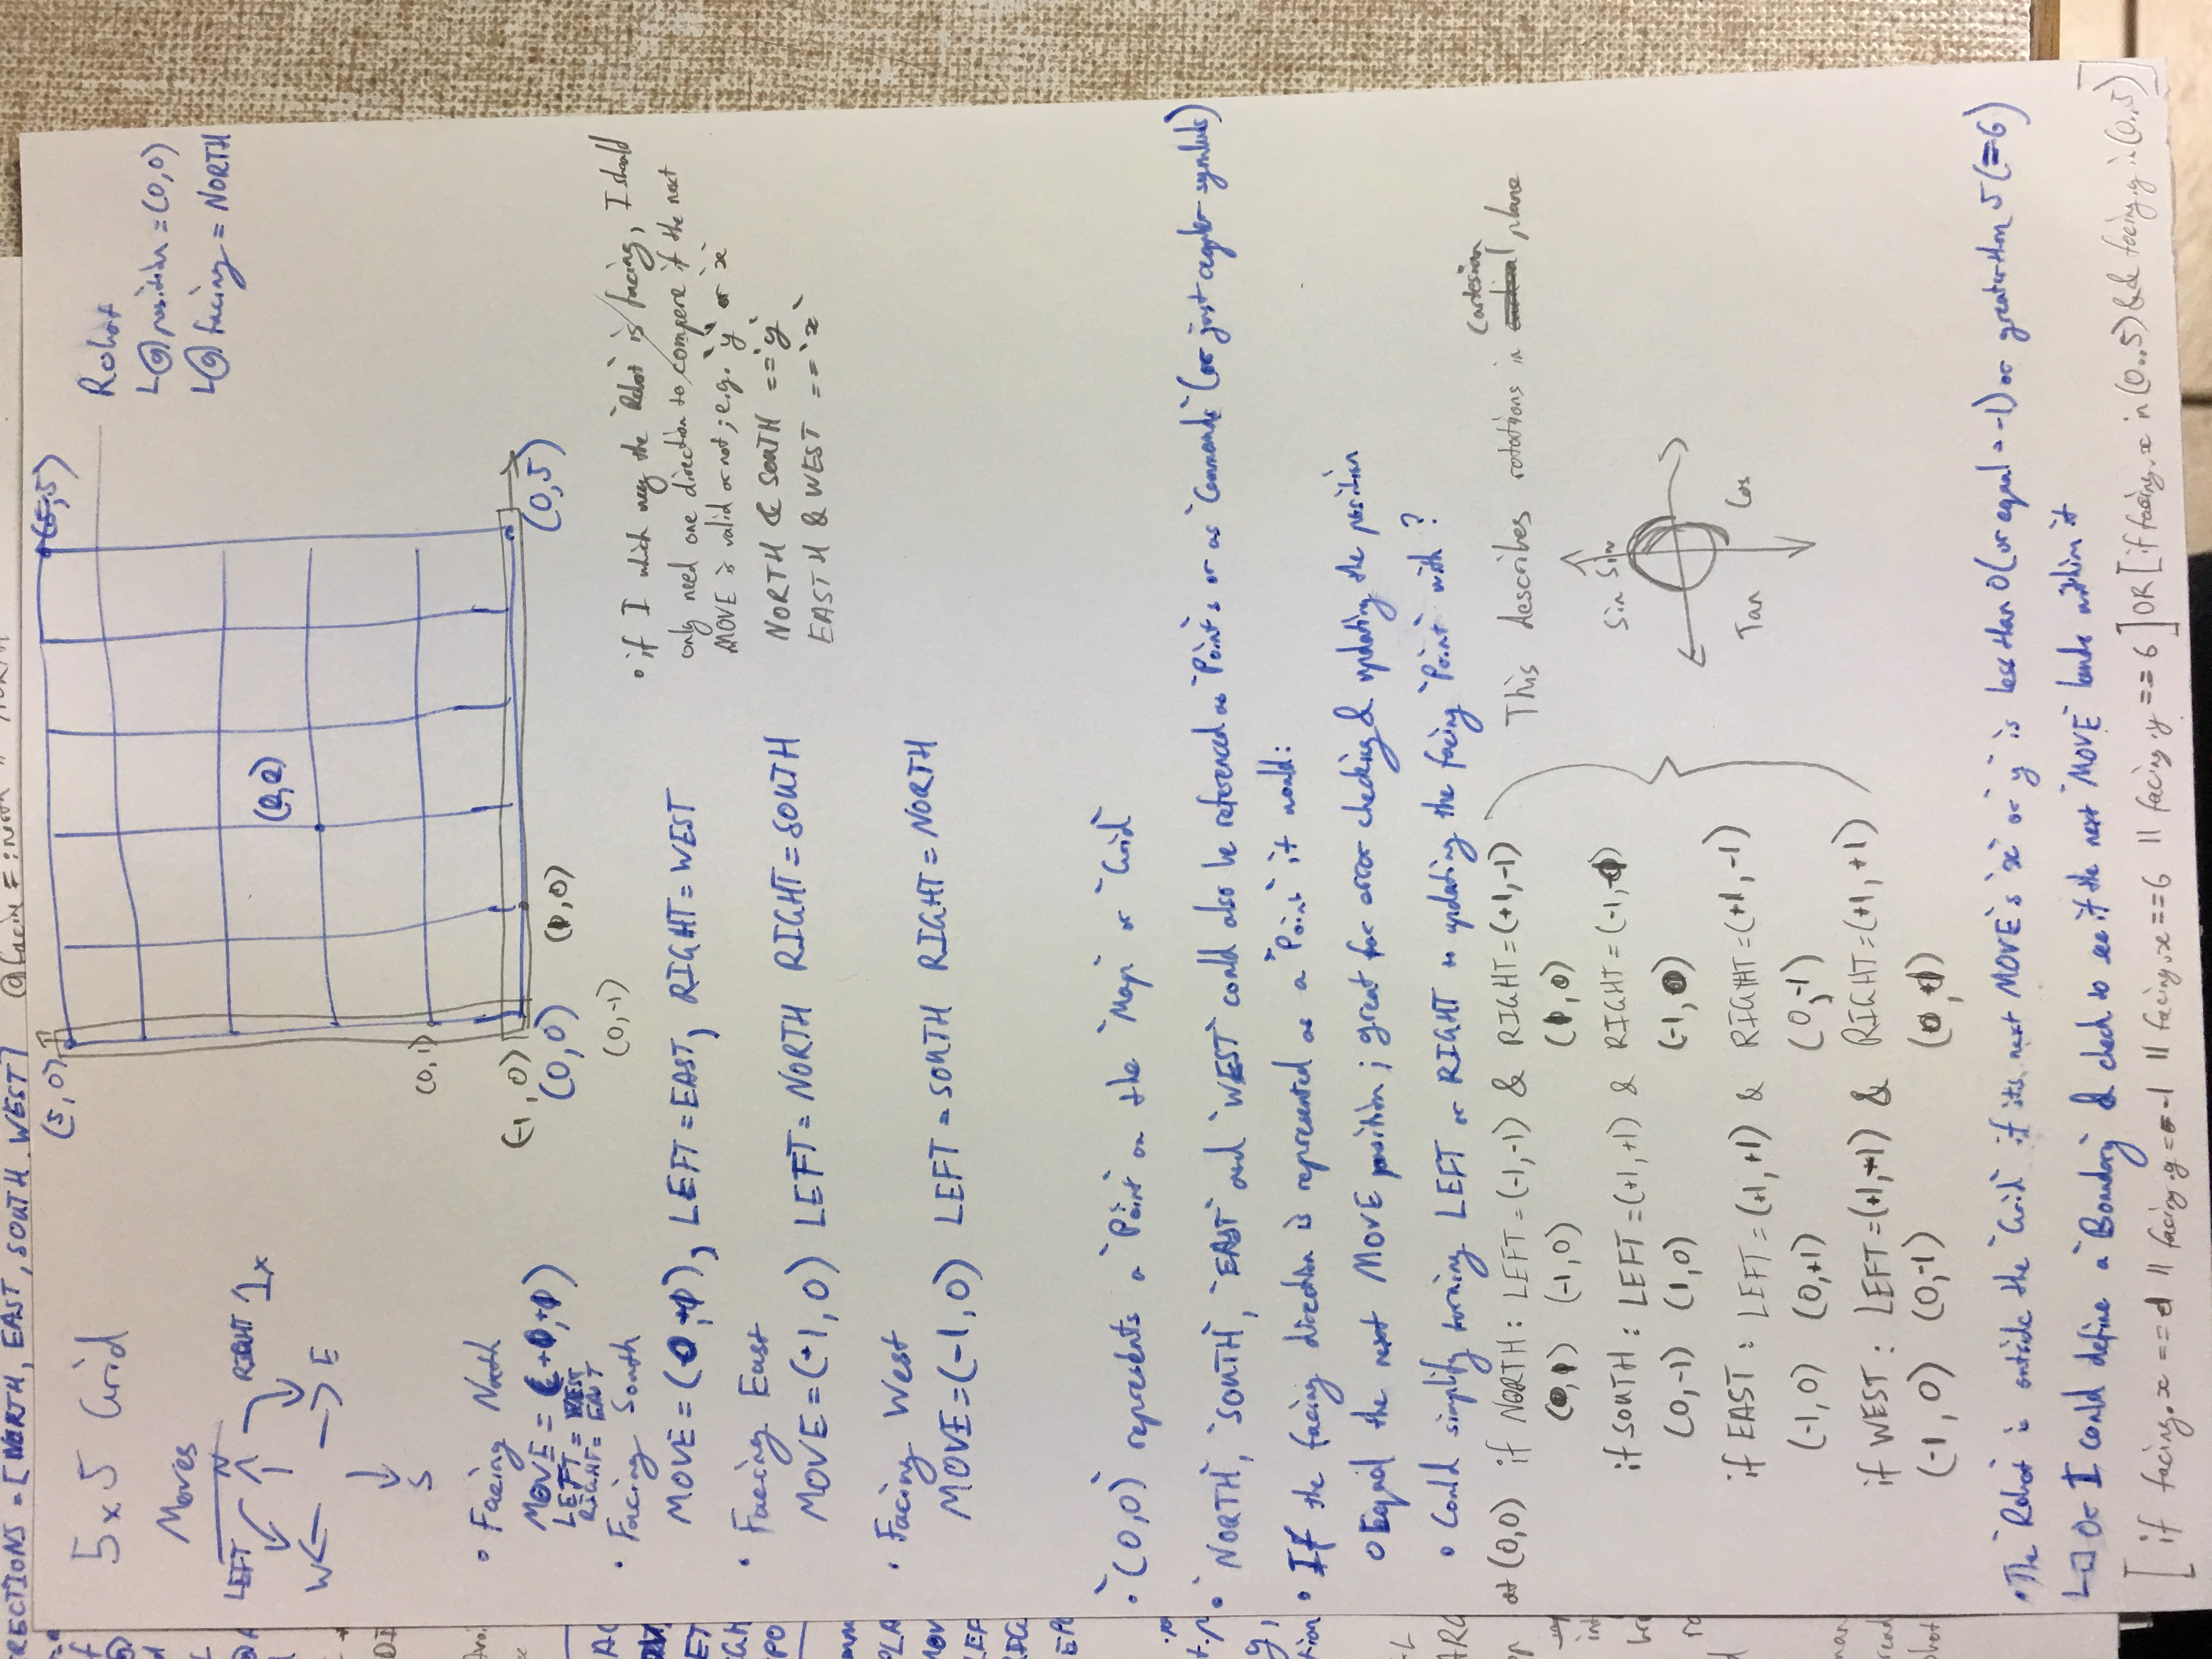 RECTIONS = [NORTH, EAST, SOUTH, WEST]
5x5 Grid
Moves
N
LEFT
RIGHT 1x
W
E
S
(5,0)
(5,5)
(2,2)
(0,1)
(-1,0)
(0,0)
(1,0)
(0,5)
(0,-1)
Robot
L@position = (0,0)
L@facing = NORTH
• Facing North
MOVE =
LEFT = WEST
RIGHT = EAST
• Facing South
MOVE = LEFT = EAST, RIGHT = WEST
• Facing East
MOVE = (+1, 0) LEFT = NORTH RIGHT = SOUTH
• Facing West
MOVE = (-1, 0) LEFT = SOUTH RIGHT = NORTH
• if I which way the `Robot` is facing, I should
only need one direction to compare if the next
MOVE is valid or not; e.g. `y` or `x`
NORTH & SOUTH == `y`
EASTH & WEST == `x`
• `(0,0)` represents a `Point` on the `Map` or `Grid`
• `NORTH`, `SOUTH`, `EAST` and `WEST` could also be referenced as `Point`s or as `Commands` (or just regular symbols)
• If the facing direction is represented as a `Point` it would:
o Equal the next MOVE position; great for error checking & updating the position
• Could simplify turning LEFT or RIGHT to updating the facing `Point` with ?
at (0,0) if NORTH: LEFT = (-1,-1) & RIGHT = (+1,-1)
(0,1) (-1,0) (1,0)
if SOUTH: LEFT = (+1,+1) & RIGHT = (-1,
(0,-1) (1,0) (-1,0)
if EAST: LEFT = (+1,+1) & RIGHT = (+1,-1)
(-1,0) (0,+1) (0,-1)
if WEST: LEFT = & RIGHT = (+1,+1)
(-1,0) (0,-1)
This describes rotations in Cartesian plane
Sin Sin
Tan Cos
• The `Robot` is outside the `Grid` if its next MOVE's `x` or `y` is less than 0 (or equal = -1) or greater than 5 (=6)
Or I could define a `Boundary` & check to see if the next `MOVE` lands within it
[ if facing.x == || facing.y == -1 || facing.x == 6 || facing.y == 6 ] OR [ if facing.x in (0..5) && facing.y in (0..5) ]